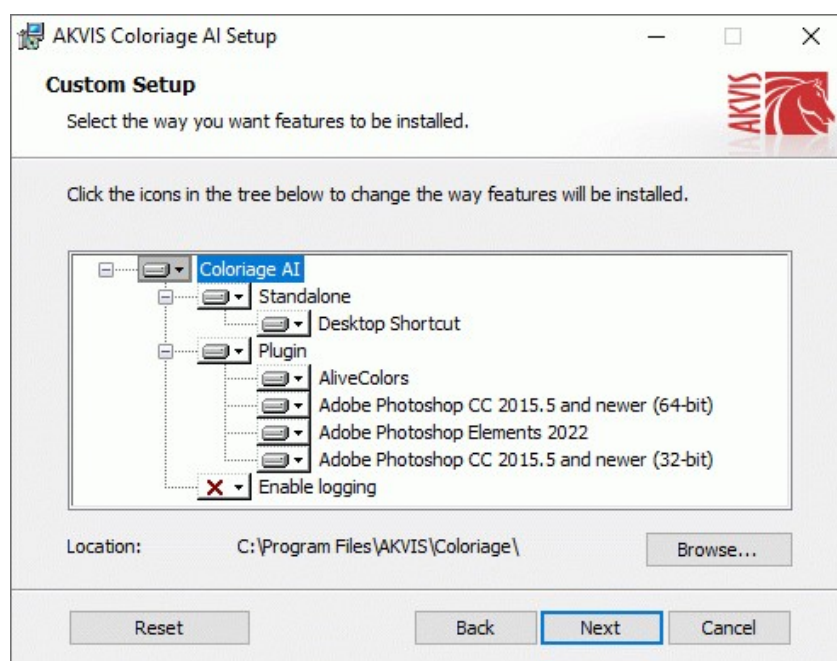 AKVIS Coloriage AI Setup
Custom Setup
Select the way you want features to be installed.
AKVIS
Click the icons in the tree below to change the way features will be installed.
Coloriage AI
Standalone
Desktop Shortcut
Plugin
AliveColors
Adobe Photoshop CC 2015.5 and newer (64-bit)
Adobe Photoshop Elements 2022
Adobe Photoshop CC 2015.5 and newer (32-bit)
Enable logging
Location: C:\Program Files\AKVIS\Coloriage\ Browse...
Reset Back Next Cancel